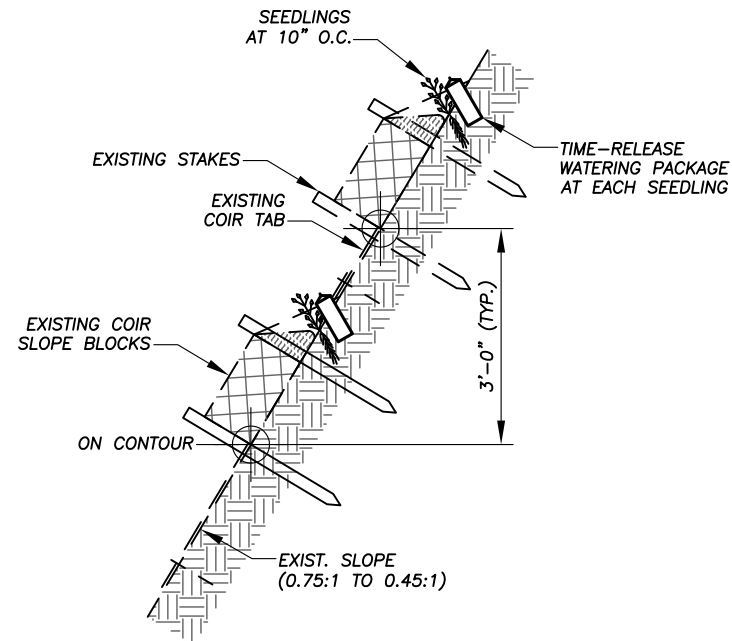 SEEDLINGS
AT 10" O.C.
TIME–RELEASE
WATERING PACKAGE
AT EACH SEEDLING
EXISTING STAKES
EXISTING
COIR TAB
3'–0" (TYP.)
EXISTING COIR
SLOPE BLOCKS
ON CONTOUR
EXIST. SLOPE
(0.75:1 TO 0.45:1)